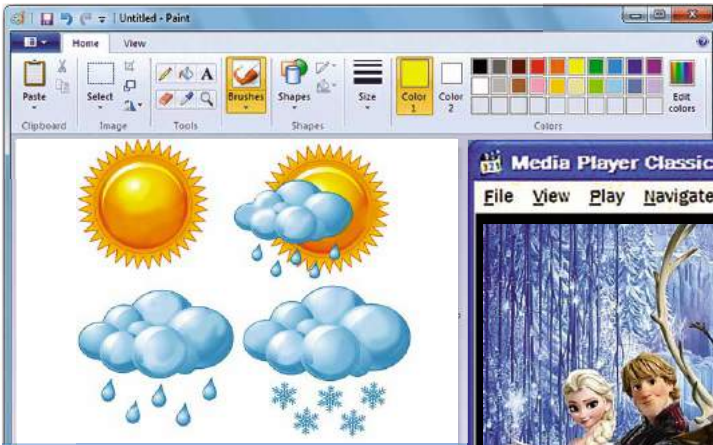 Untitled - Paint
Home View
Paste
Select
A
Brushes
Shapes
Size
Color 1
Color 2
Edit colors
Clipboard
Image
Tools
Shapes
Colors
Media Player Classic
File View Play Navigate